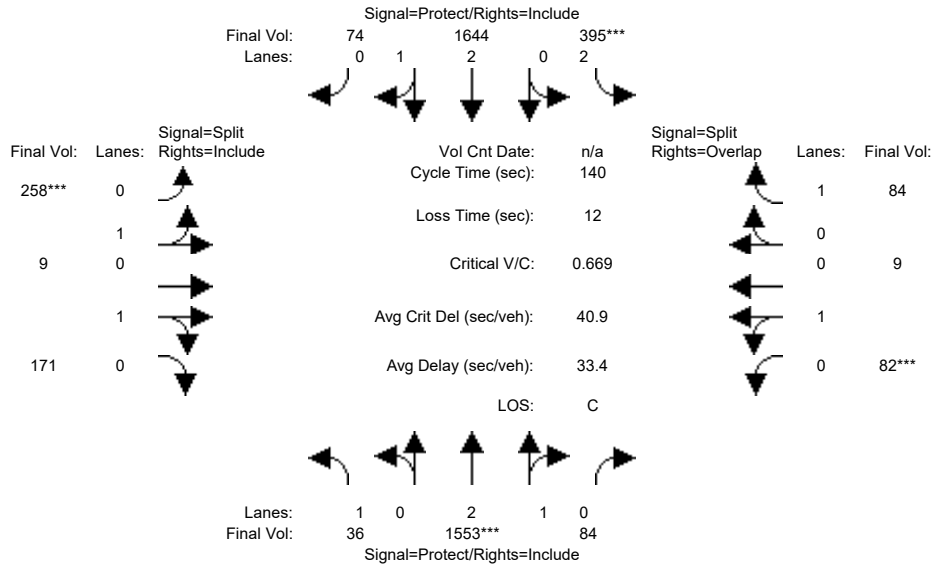 Signal=Protect/Rights=Include
Final Vol: 74 1644 395***
Lanes: 0 1 2 0 2
Signal=Split Signal=Split
Final Vol: Lanes: Rights=Include Vol Cnt Date: n/a Rights=Overlap Lanes: Final Vol:
Cycle Time (sec): 140
258*** 0 1 84
Loss Time (sec): 12
1 0
9 0 Critical V/C: 0.669 0 9
1 Avg Crit Del (sec/veh): 40.9 1
171 0 Avg Delay (sec/veh): 33.4 0 82***
LOS: C
Lanes: 1 0 2 1 0
Final Vol: 36 1553*** 84
Signal=Protect/Rights=Include